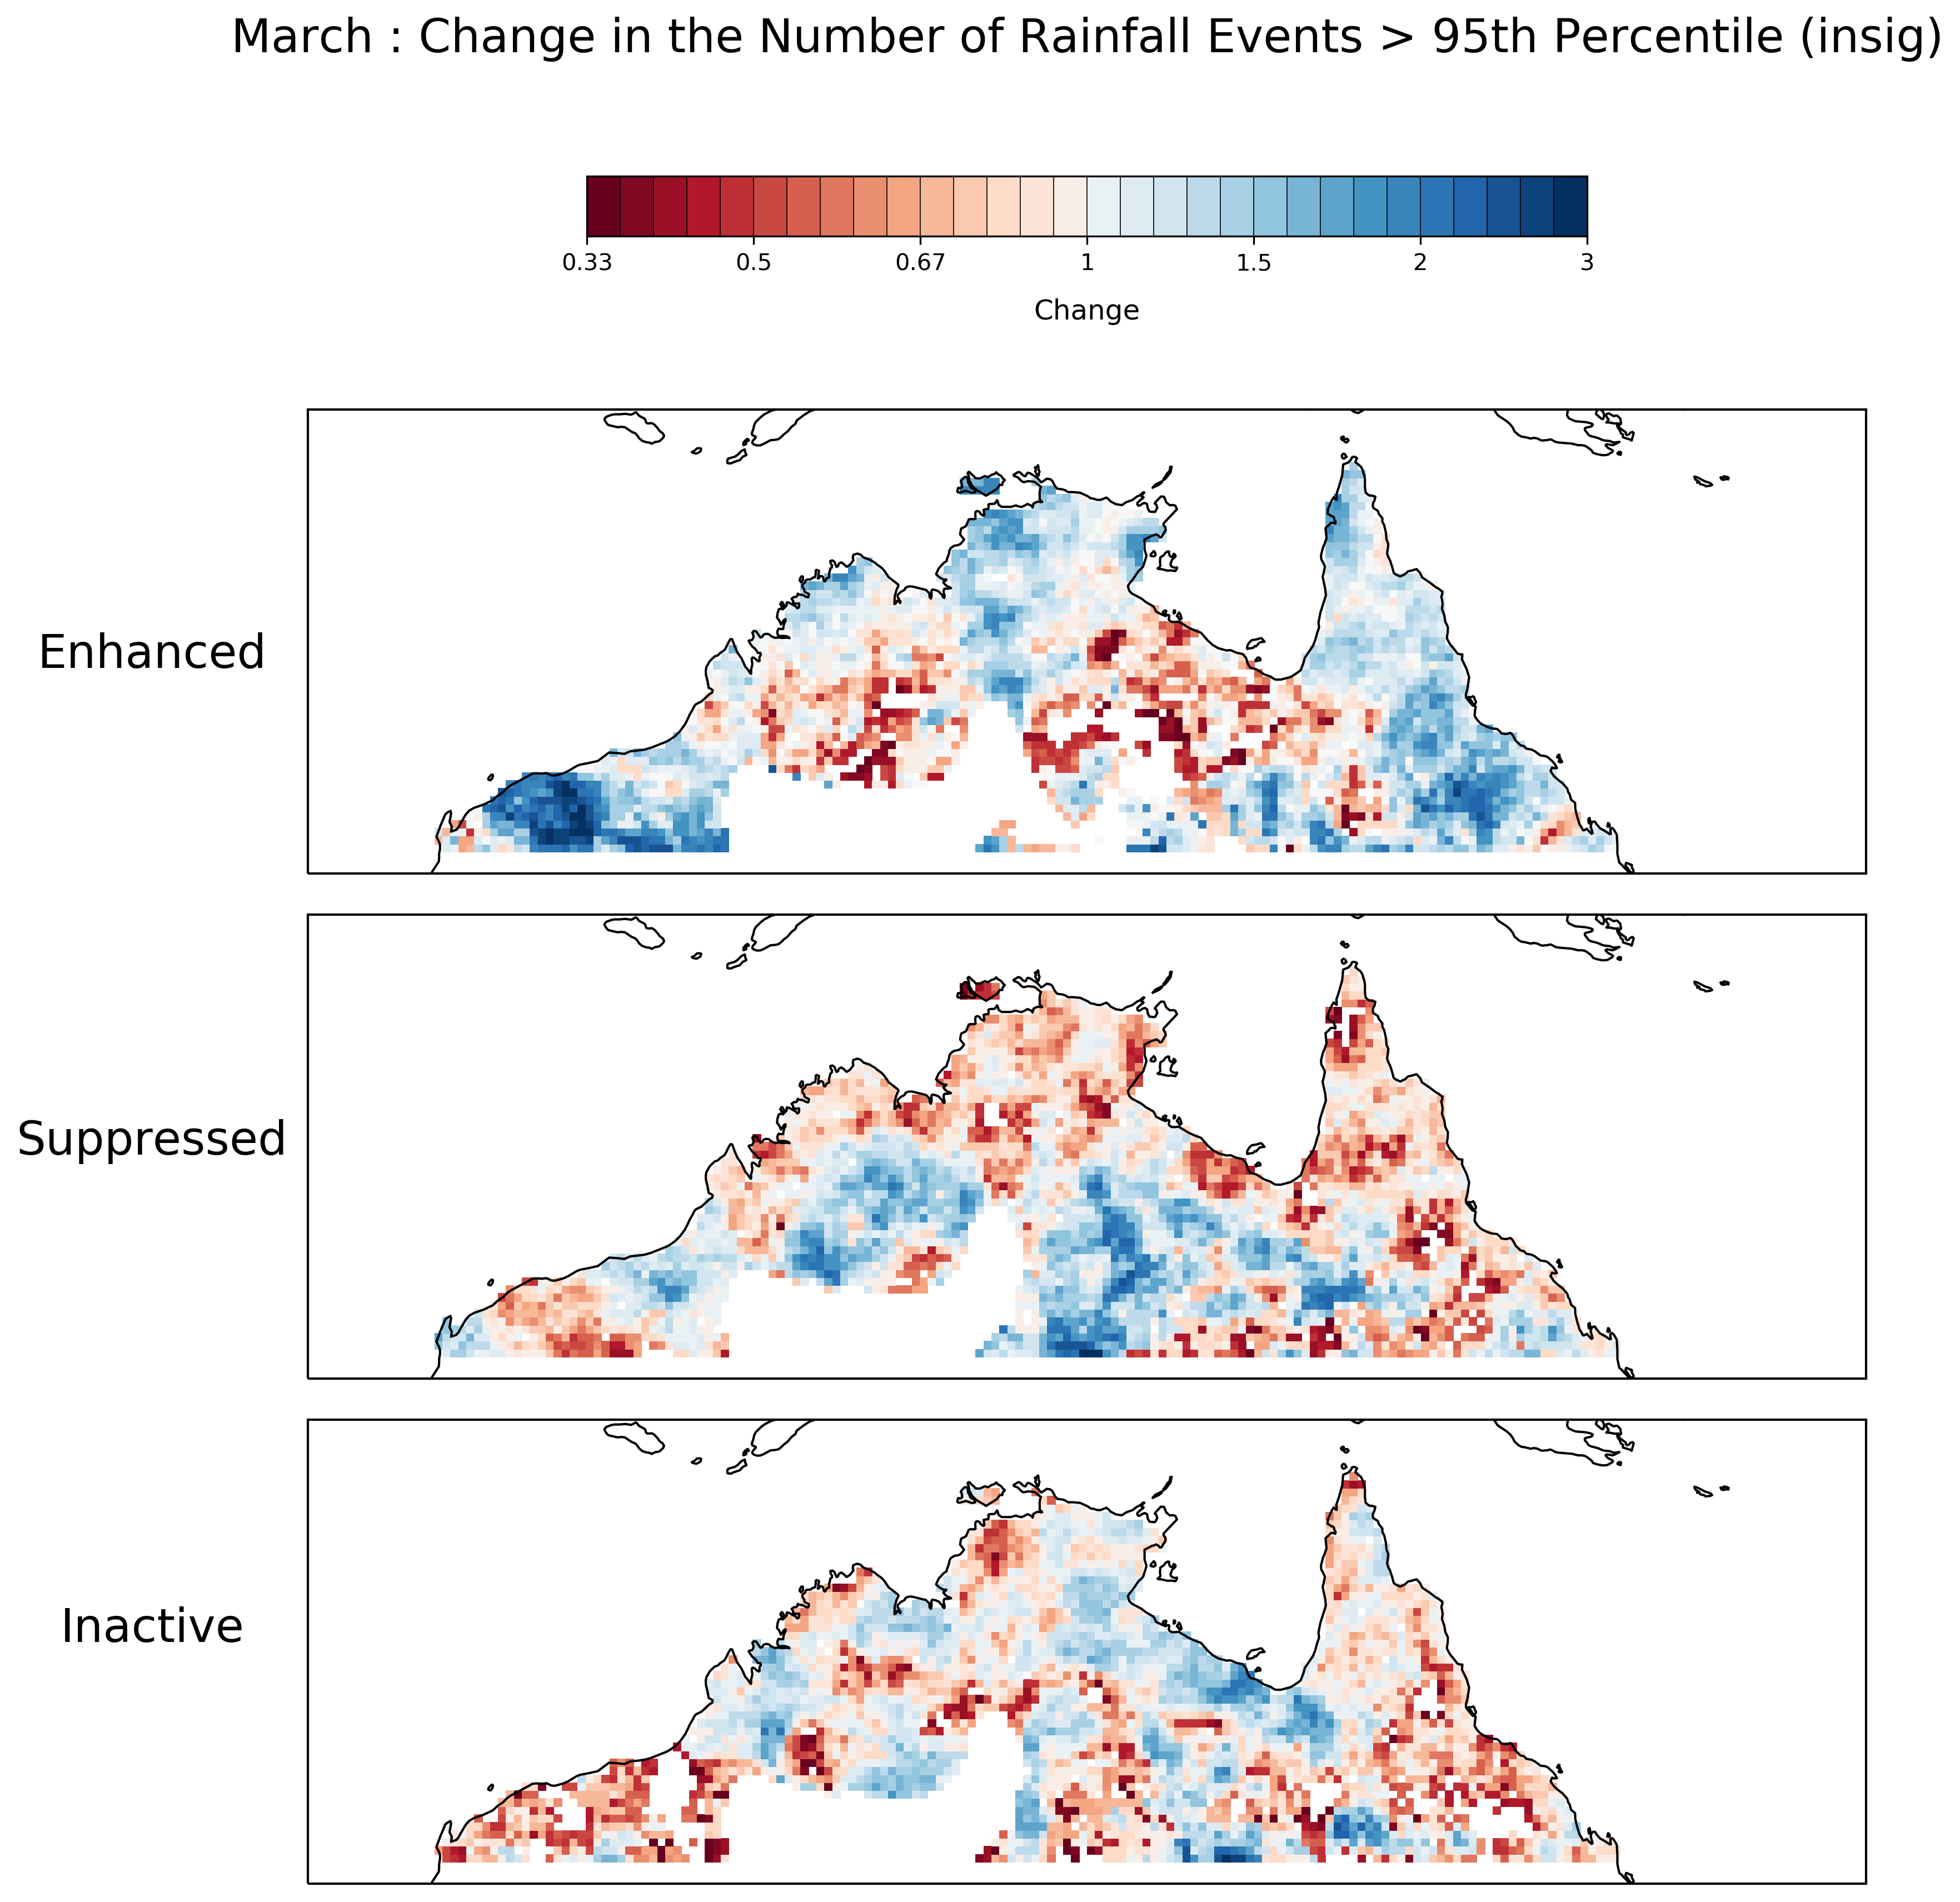 March : Change in the Number of Rainfall Events > 95th Percentile (insig)
0.33 0.5 0.67 1 1.5 2 3
Change
Enhanced
Suppressed
Inactive